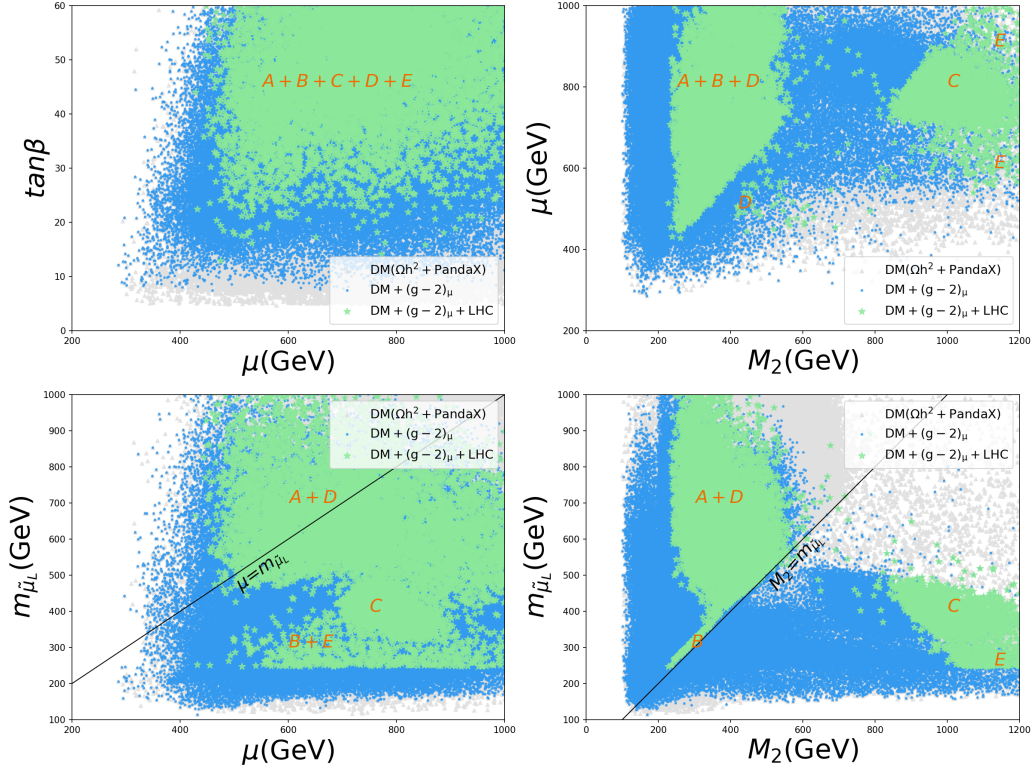 60
50
40
30
20
10
0
tanβ
A + B + C + D + E
DM(Ωh² + PandaX)
DM + (g − 2)μ
DM + (g − 2)μ + LHC
200 400 600 800 1000
μ(GeV)
1000
800
600
400
200
μ(GeV)
A + B + D
C
E
E
D
DM(Ωh² + PandaX)
DM + (g − 2)μ
DM + (g − 2)μ + LHC
0 200 400 600 800 1000 1200
M₂(GeV)
1000
900
800
700
600
500
400
300
200
100
m_μ̃_L(GeV)
DM(Ωh² + PandaX)
DM + (g − 2)μ
DM + (g − 2)μ + LHC
A + D
μ=m_μ̃_L
C
B + E
200 400 600 800 1000
μ(GeV)
1000
900
800
700
600
500
400
300
200
100
m_μ̃_L(GeV)
DM(Ωh² + PandaX)
DM + (g − 2)μ
DM + (g − 2)μ + LHC
A + D
M₂=m_μ̃_L
C
B
E
0 200 400 600 800 1000 1200
M₂(GeV)